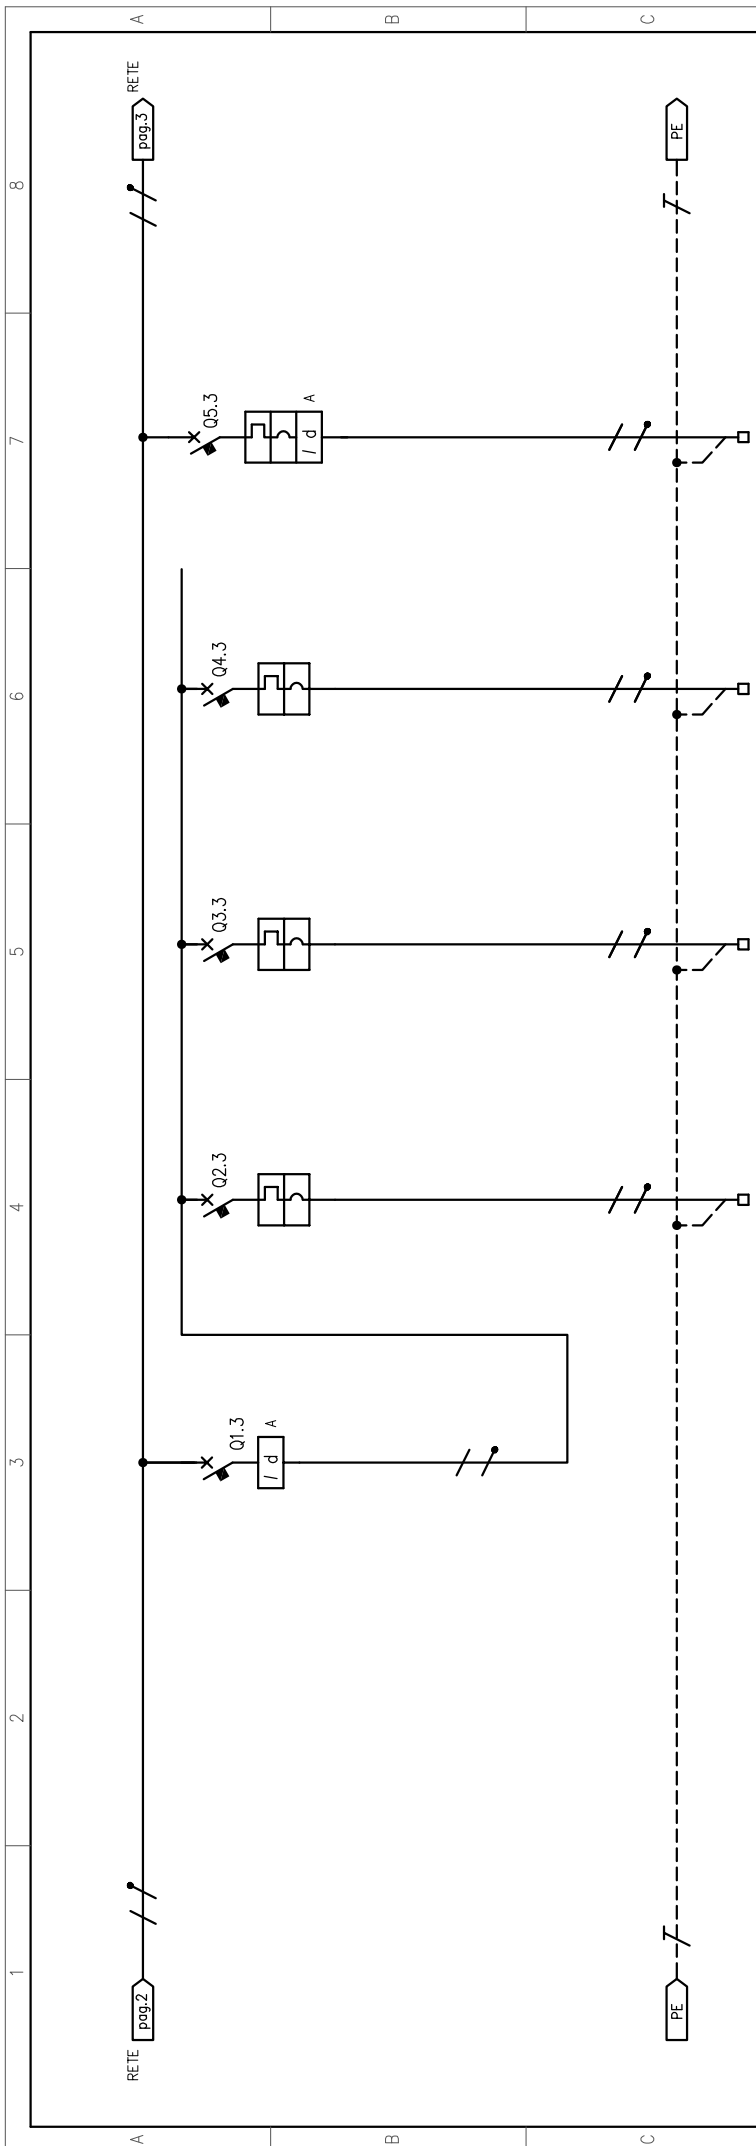 1 2 3 4 5 6 7 8
A A
RETE pag.2 pag.3 RETE
Q1.3
A
I d
Q2.3
Q3.3
Q4.3
Q5.3
A
I d
B B
C C
PE PE